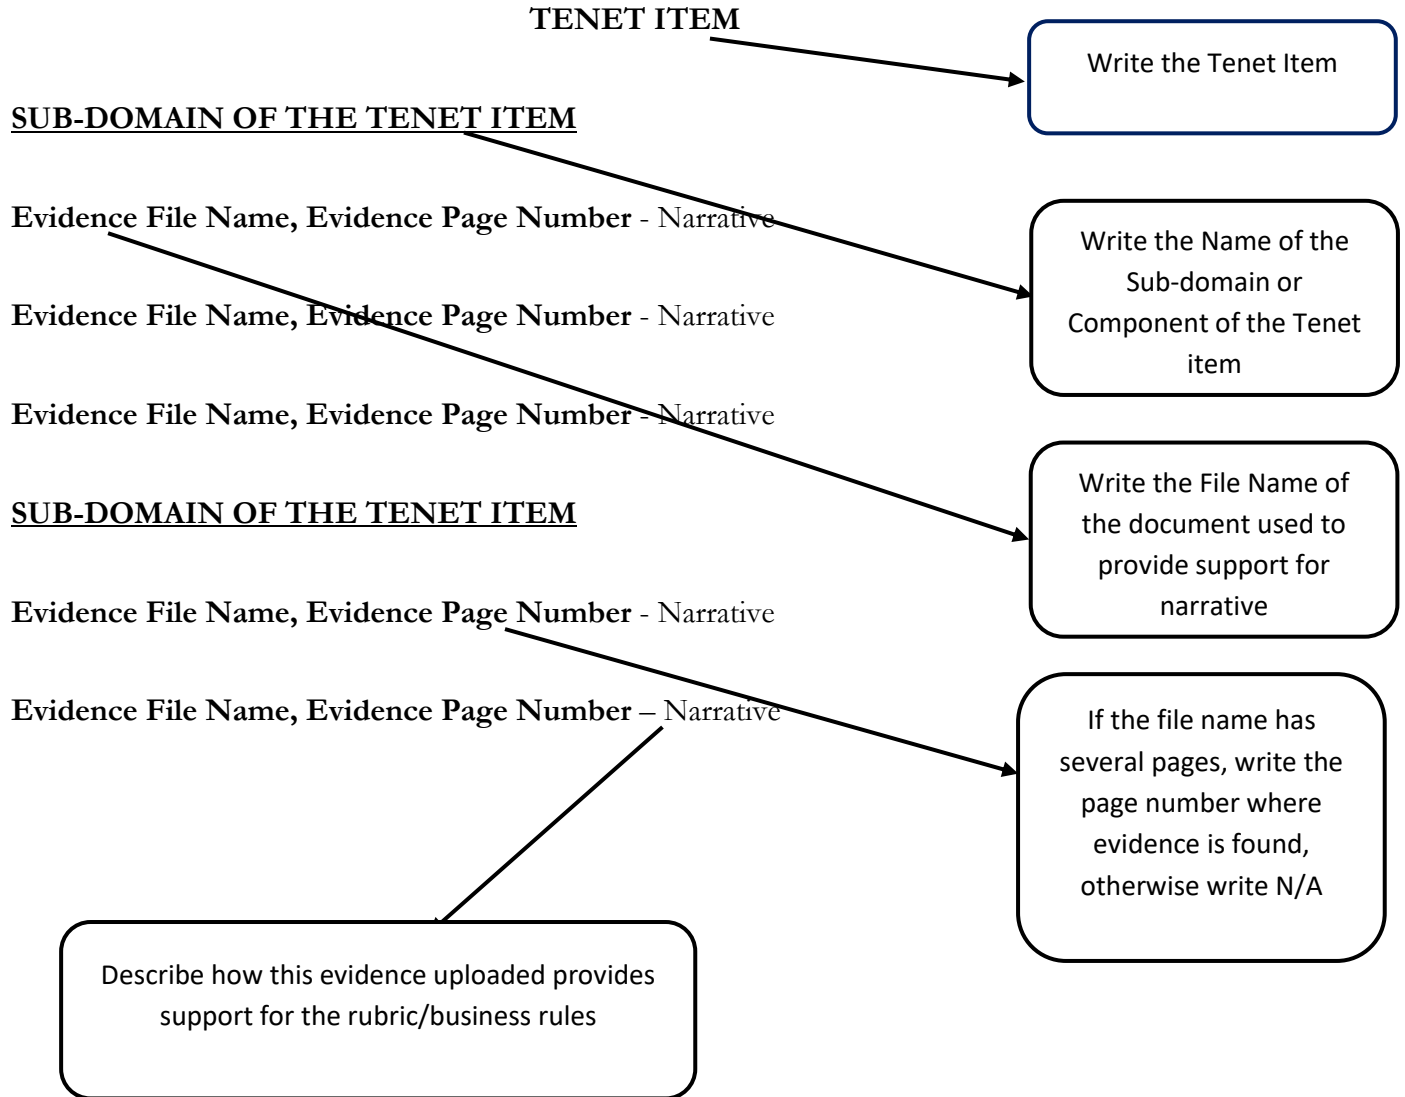 TENET ITEM
Write the Tenet Item
SUB-DOMAIN OF THE TENET ITEM
Evidence File Name, Evidence Page Number - Narrative
Write the Name of the
Sub-domain or
Component of the Tenet
item
Evidence File Name, Evidence Page Number - Narrative
Evidence File Name, Evidence Page Number - Narrative
Write the File Name of
the document used to
provide support for
narrative
SUB-DOMAIN OF THE TENET ITEM
Evidence File Name, Evidence Page Number - Narrative
Evidence File Name, Evidence Page Number – Narrative
If the file name has
several pages, write the
page number where
evidence is found,
otherwise write N/A
Describe how this evidence uploaded provides
support for the rubric/business rules